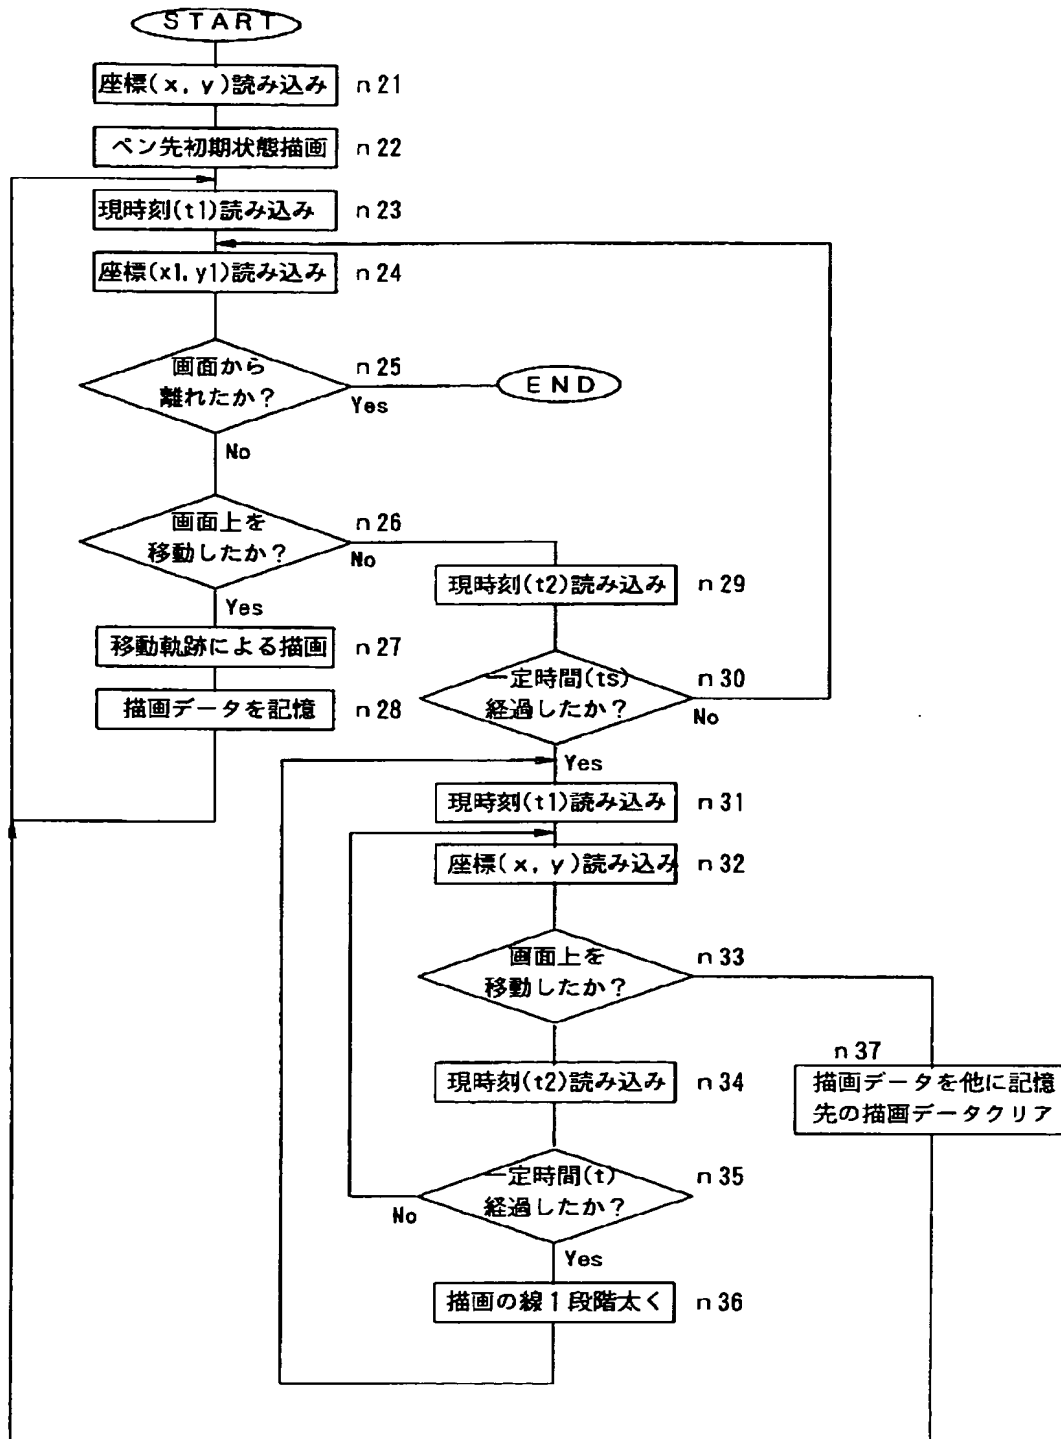 START
座標(x, y)読み込み n21
ペン先初期状態描画 n22
現時刻(t1)読み込み n23
座標(x1, y1)読み込み n24
画面から
離れたか？
n25
Yes
END
No
画面上を
移動したか？
n26
No
Yes
移動軌跡による描画 n27
描画データを記憶 n28
現時刻(t2)読み込み n29
一定時間(ts)
経過したか？
n30
No
Yes
現時刻(t1)読み込み n31
座標(x, y)読み込み n32
画面上を
移動したか？
n33
現時刻(t2)読み込み n34
一定時間(t)
経過したか？
n35
No
Yes
描画の線１段階太く n36
n37
描画データを他に記憶
先の描画データクリア